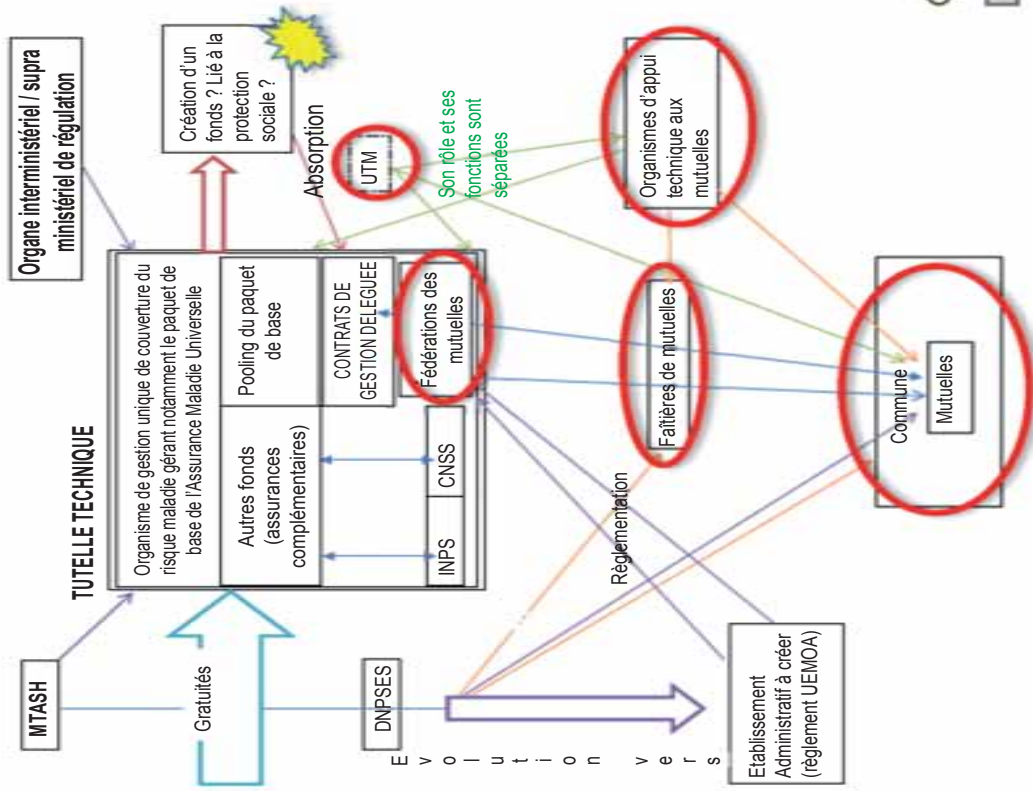 Organe interministériel / supra
ministériel de régulation
MTASH
TUTELLE TECHNIQUE
Création d'un
fonds ? Lié à la
protection
sociale ?
Gratuités
Organisme de gestion unique de couverture du
risque maladie gérant notamment le paquet de
base de l'Assurance Maladie Universelle
Autres fonds
(assurances
complémentaires)
Pooling du paquet
de base
CONTRATS DE
GESTION DELEGUEE
Absorption
INPS
CNSS
Fédérations des
mutuelles
UTM
Son rôle et ses
fonctions sont
séparées
DNPSES
Evolution vers
Règlementation
Faîtières de mutuelles
Organismes d'appui
technique aux
mutuelles
Etablissement
Administratif à créer
(règlement UEMOA)
Commune
Mutuelles